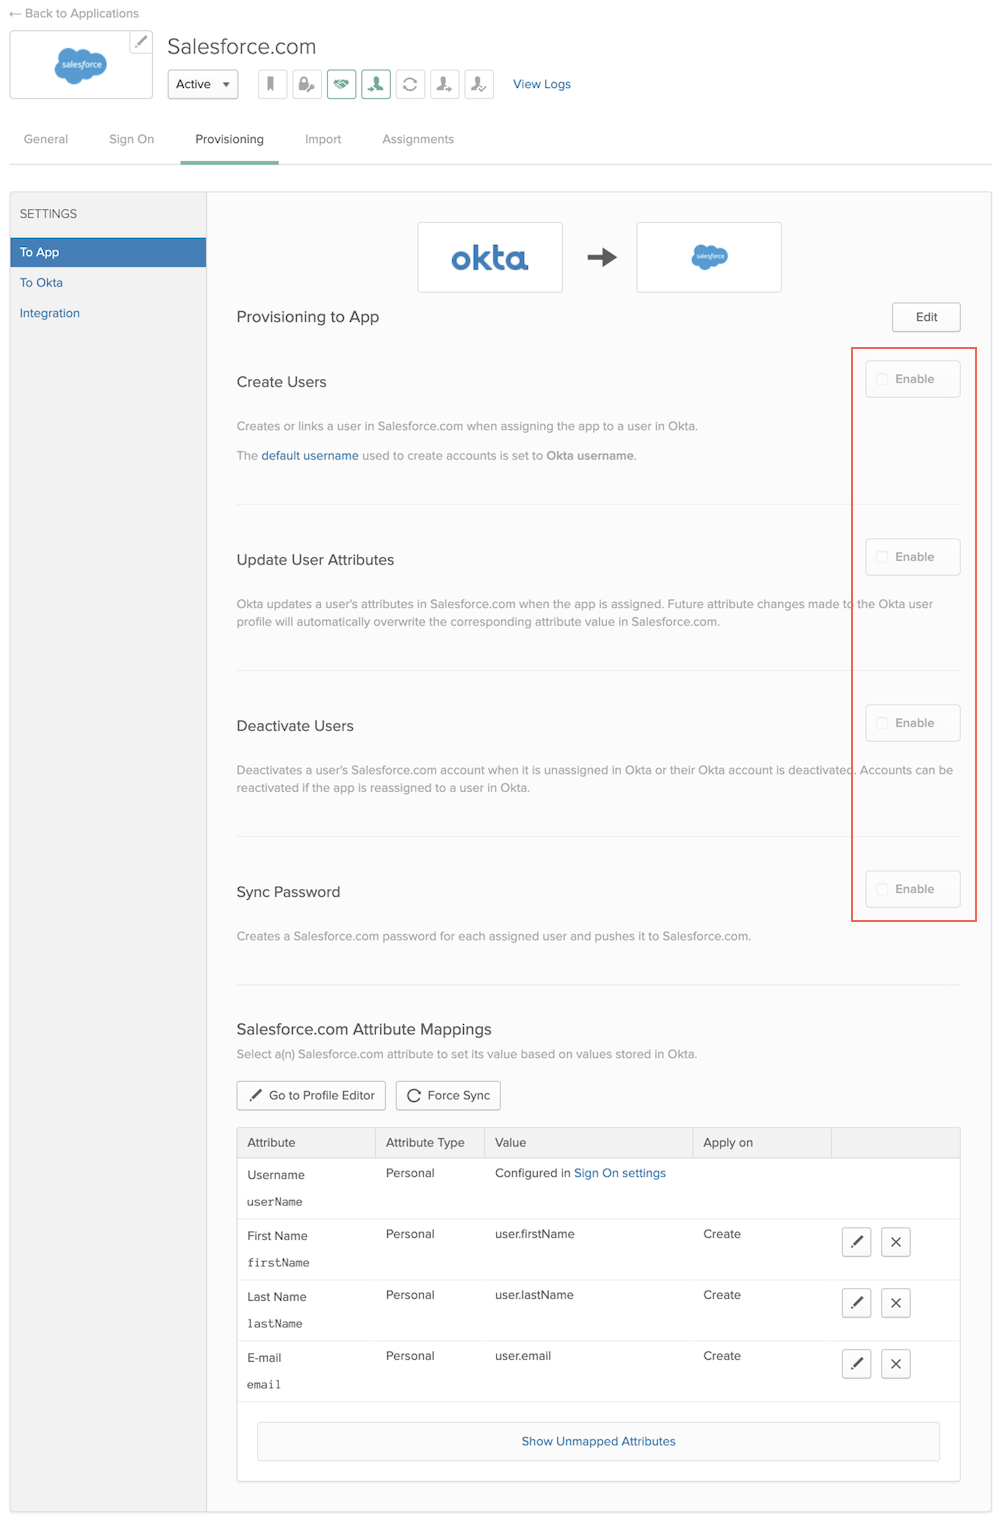 ← Back to Applications
salesforce
Salesforce.com
Active
View Logs
General
Sign On
Provisioning
Import
Assignments
SETTINGS
To App
To Okta
Integration
okta
salesforce
Provisioning to App
Edit
Create Users
Enable
Creates or links a user in Salesforce.com when assigning the app to a user in Okta.
The default username used to create accounts is set to Okta username.
Update User Attributes
Enable
Okta updates a user's attributes in Salesforce.com when the app is assigned. Future attribute changes made to the Okta user
profile will automatically overwrite the corresponding attribute value in Salesforce.com.
Deactivate Users
Enable
Deactivates a user's Salesforce.com account when it is unassigned in Okta or their Okta account is deactivated. Accounts can be
reactivated if the app is reassigned to a user in Okta.
Sync Password
Enable
Creates a Salesforce.com password for each assigned user and pushes it to Salesforce.com.
Salesforce.com Attribute Mappings
Select a(n) Salesforce.com attribute to set its value based on values stored in Okta.
Go to Profile Editor
Force Sync
Attribute Attribute Type Value Apply on
Username Personal Configured in Sign On settings
userName
First Name Personal user.firstName Create
firstName
Last Name Personal user.lastName Create
lastName
E-mail Personal user.email Create
email
Show Unmapped Attributes